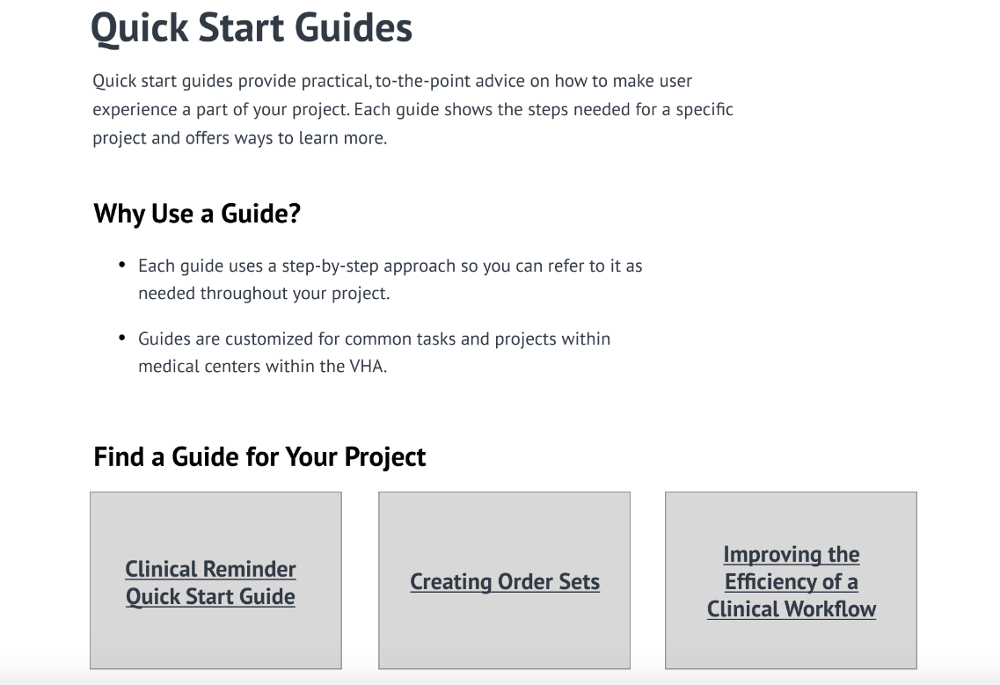 Quick Start Guides
Quick start guides provide practical, to-the-point advice on how to make user
experience a part of your project. Each guide shows the steps needed for a specific
project and offers ways to learn more.
Why Use a Guide?
• Each guide uses a step-by-step approach so you can refer to it as
needed throughout your project.
• Guides are customized for common tasks and projects within
medical centers within the VHA.
Find a Guide for Your Project
Clinical Reminder
Quick Start Guide
Creating Order Sets
Improving the
Efficiency of a
Clinical Workflow